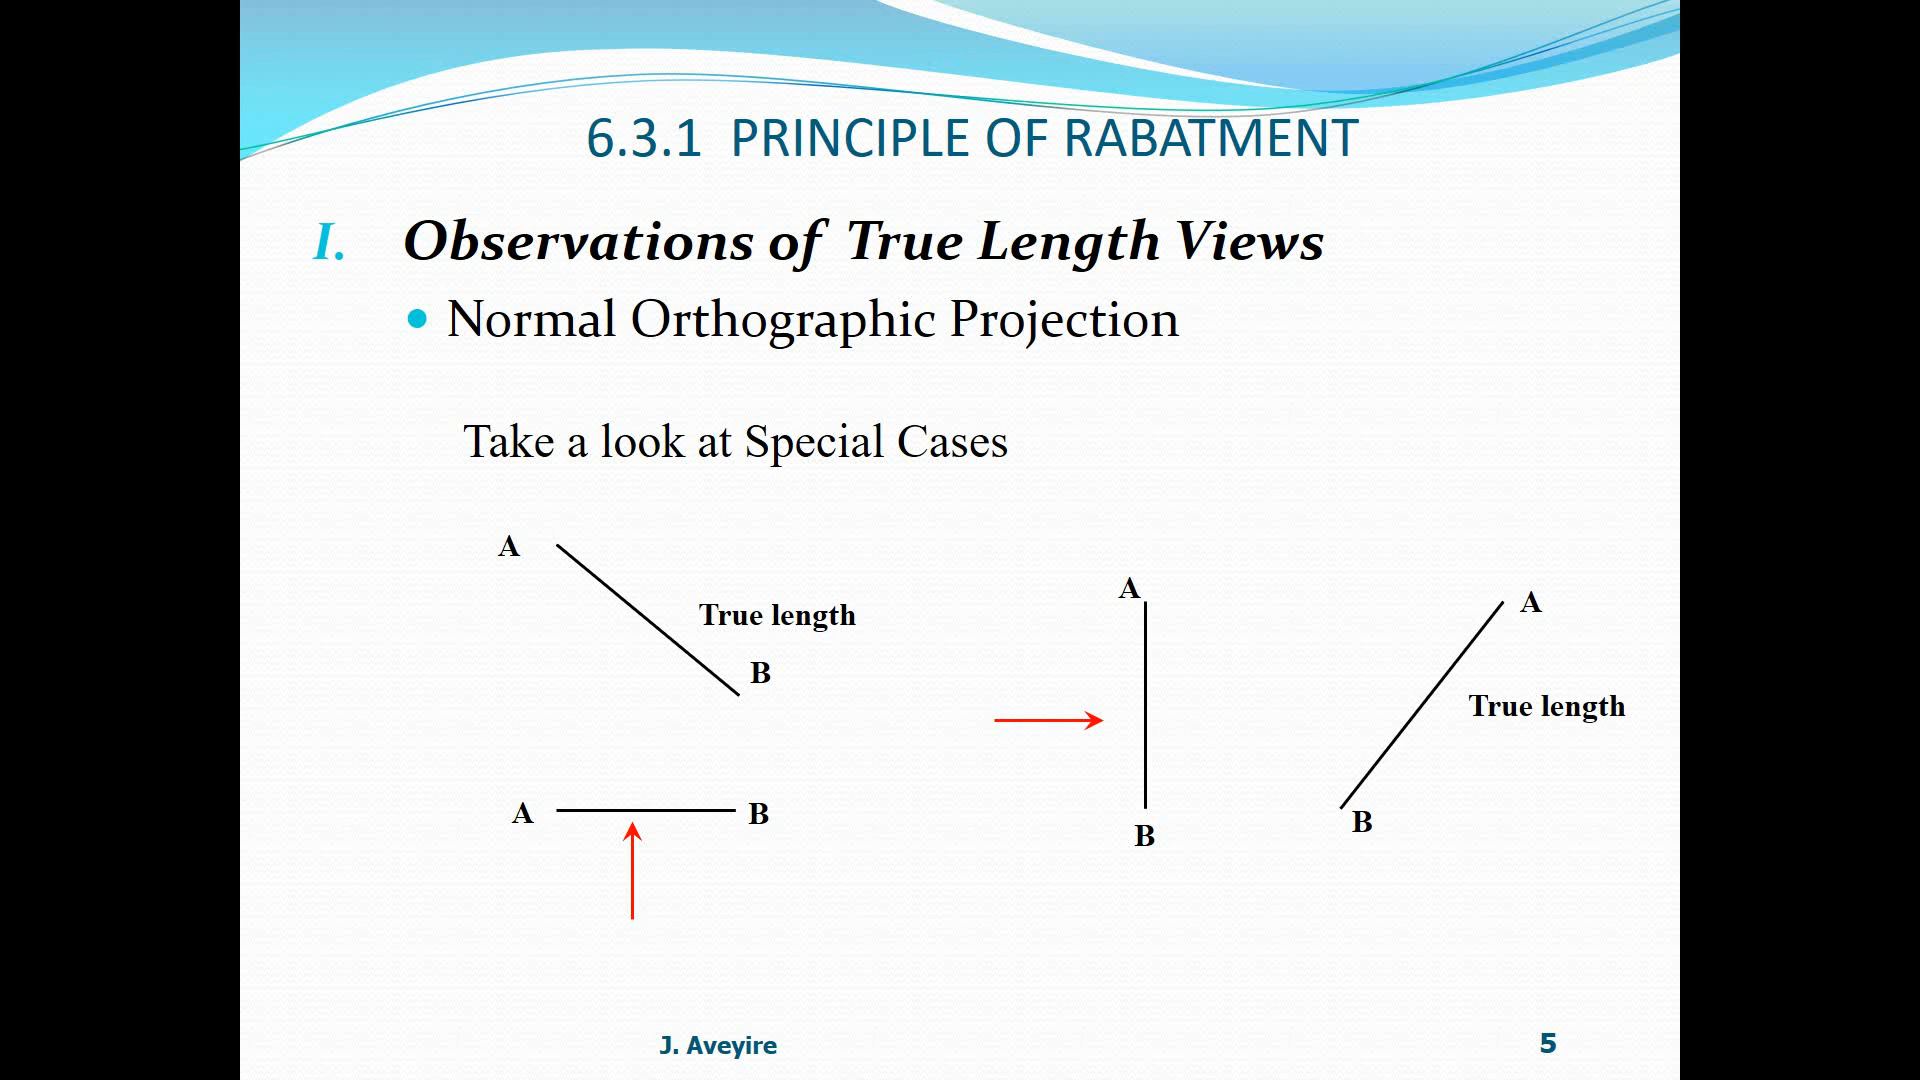 6.3.1 PRINCIPLE OF RABATMENT
I. Observations of True Length Views
• Normal Orthographic Projection
Take a look at Special Cases
A
True length
B
A B
A
B
A
True length
B
J. Aveyire
5